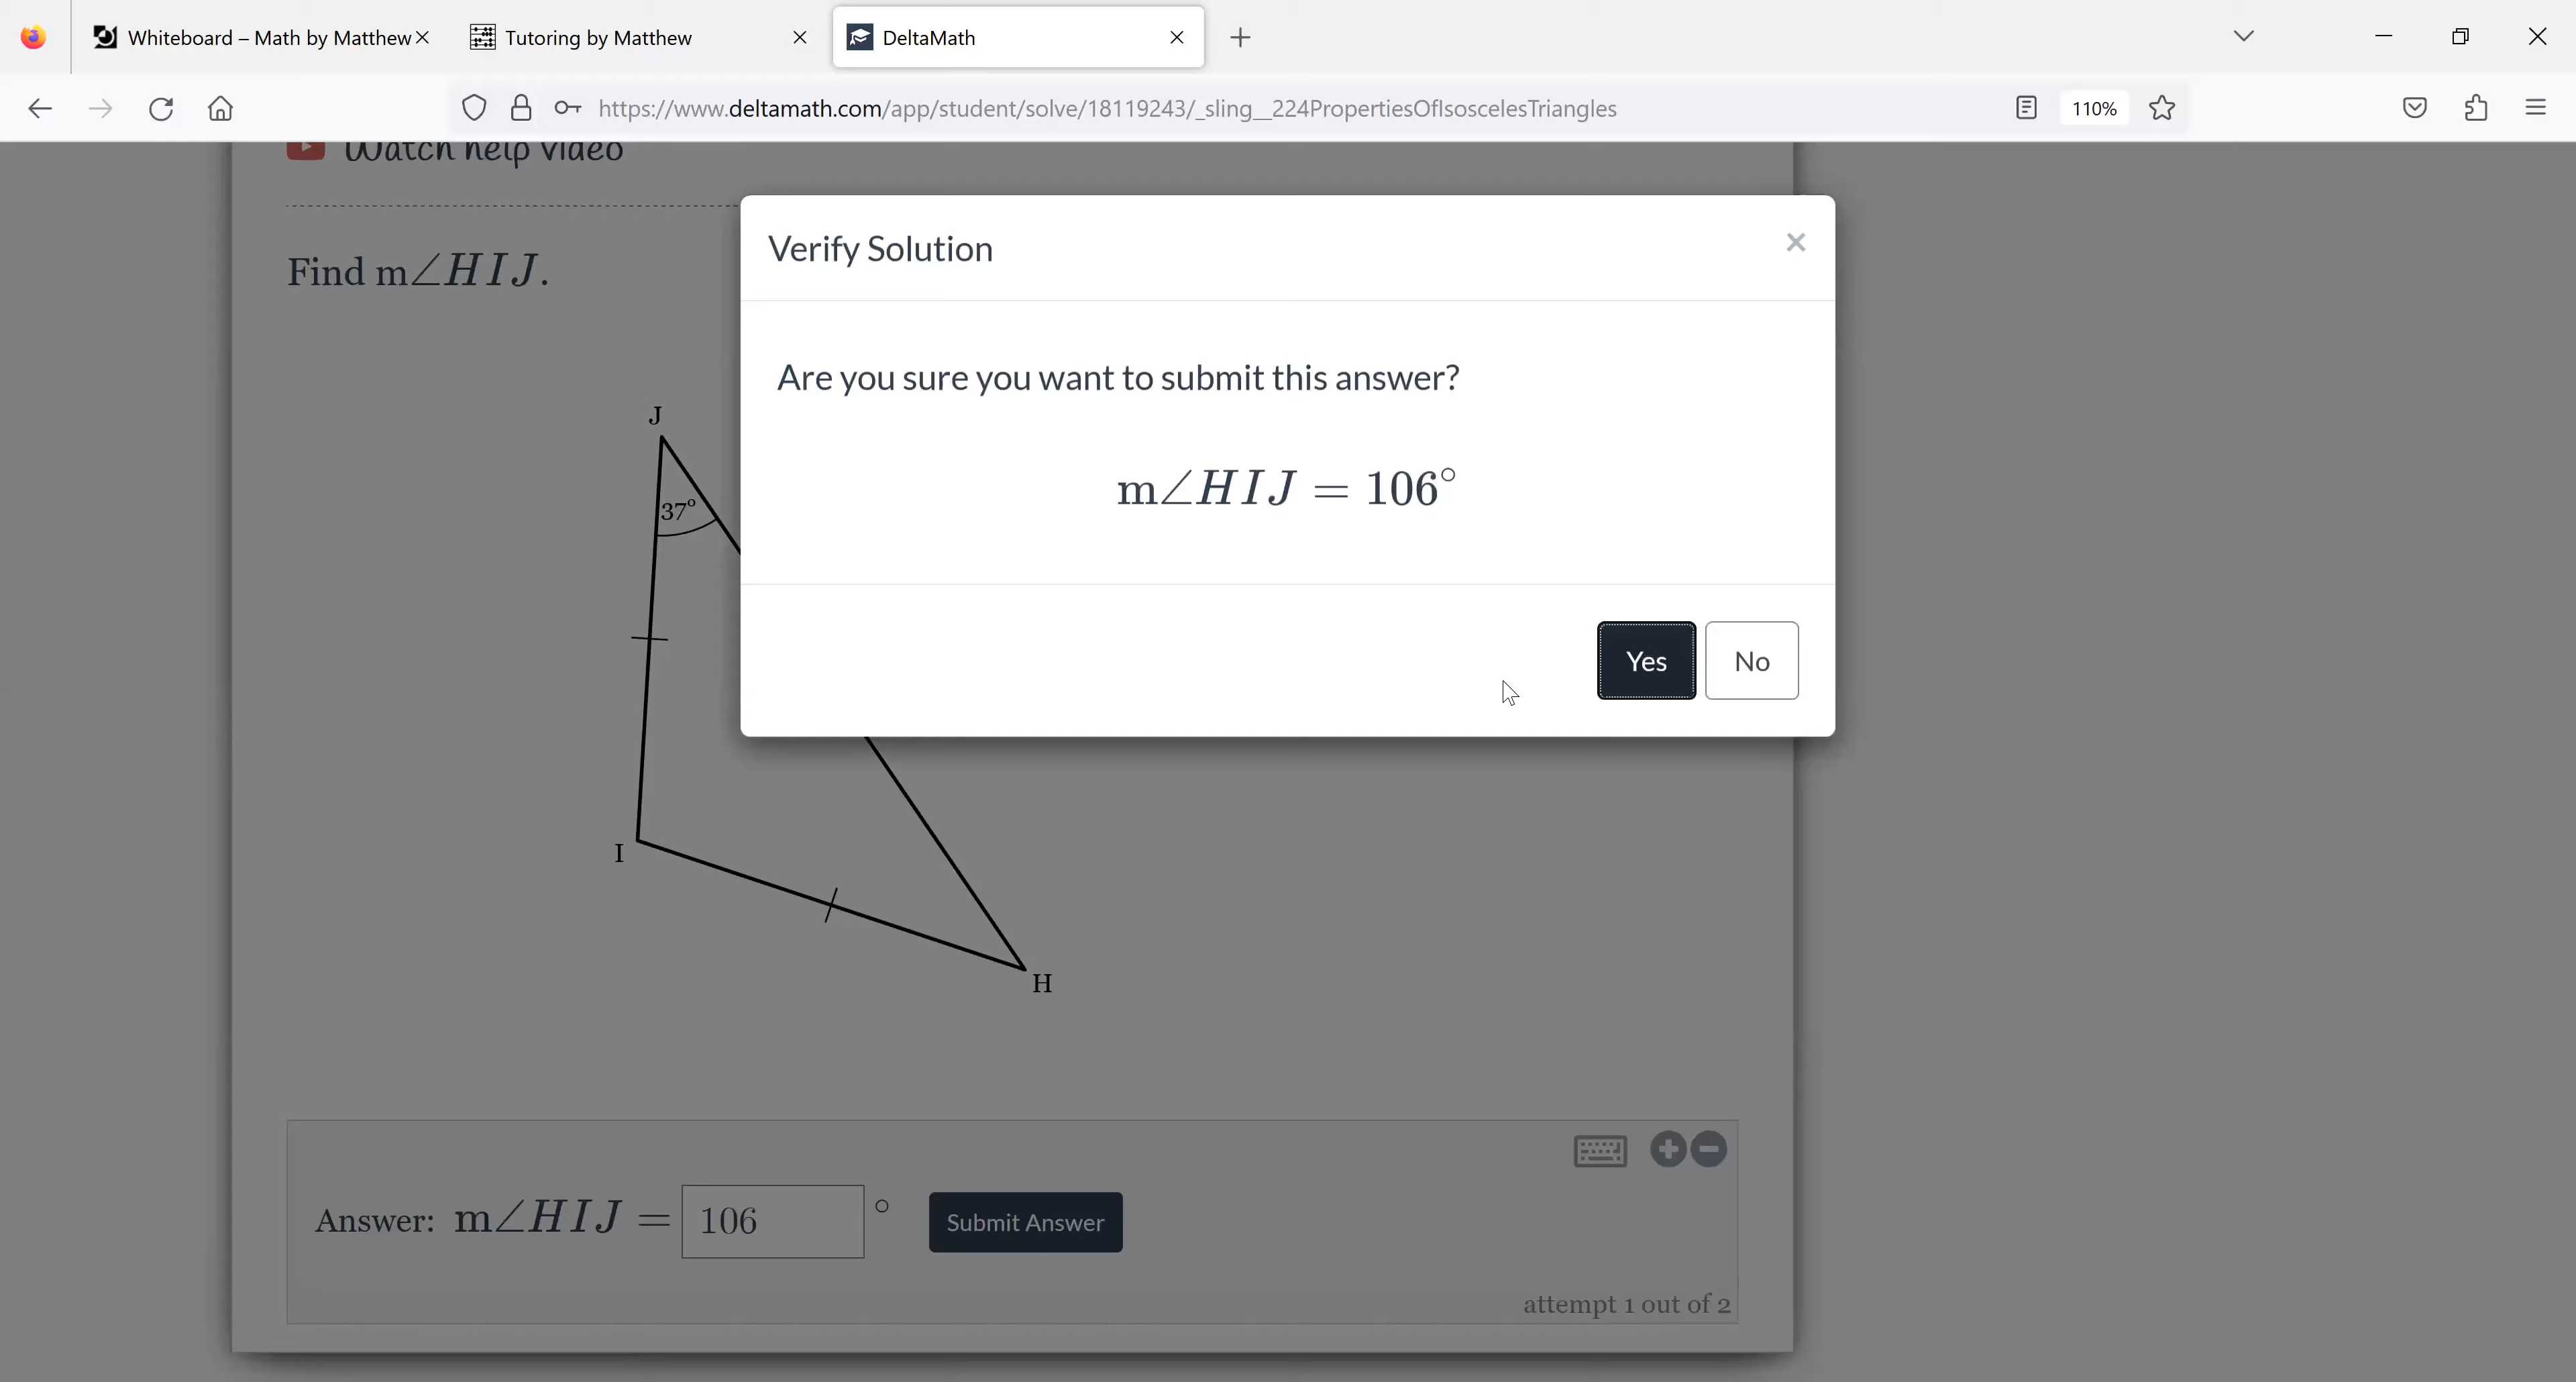 Whiteboard – Math by Matthew
Tutoring by Matthew
DeltaMath
https://www.deltamath.com/app/student/solve/18119243/_sling__224PropertiesOfIsoscelesTriangles
110%
Watch help video
Find m∠HIJ.
Verify Solution
×
Are you sure you want to submit this answer?
m∠HIJ = 106°
Yes
No
J
37°
I
H
Answer: m∠HIJ = 106 °
Submit Answer
attempt 1 out of 2